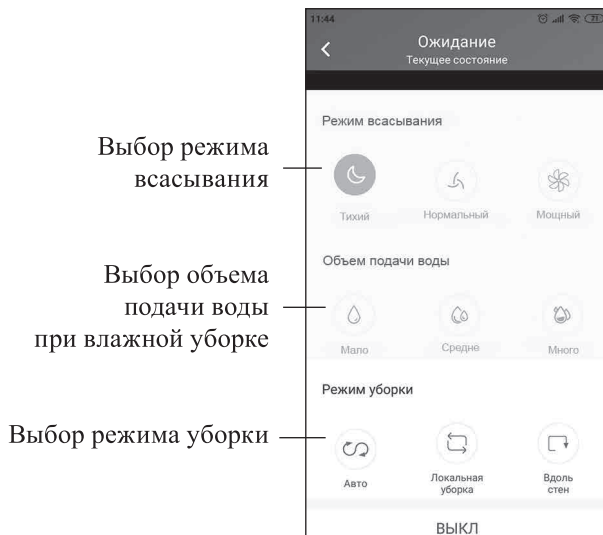 11:44
71
Ожидание
Текущее состояние
Режим всасывания
Выбор режима
всасывания
Тихий Нормальный Мощный
Объем подачи воды
Выбор объема
подачи воды
при влажной уборке
Мало Средне Много
Режим уборки
Выбор режима уборки
Авто Локальная уборка Вдоль стен
ВЫКЛ